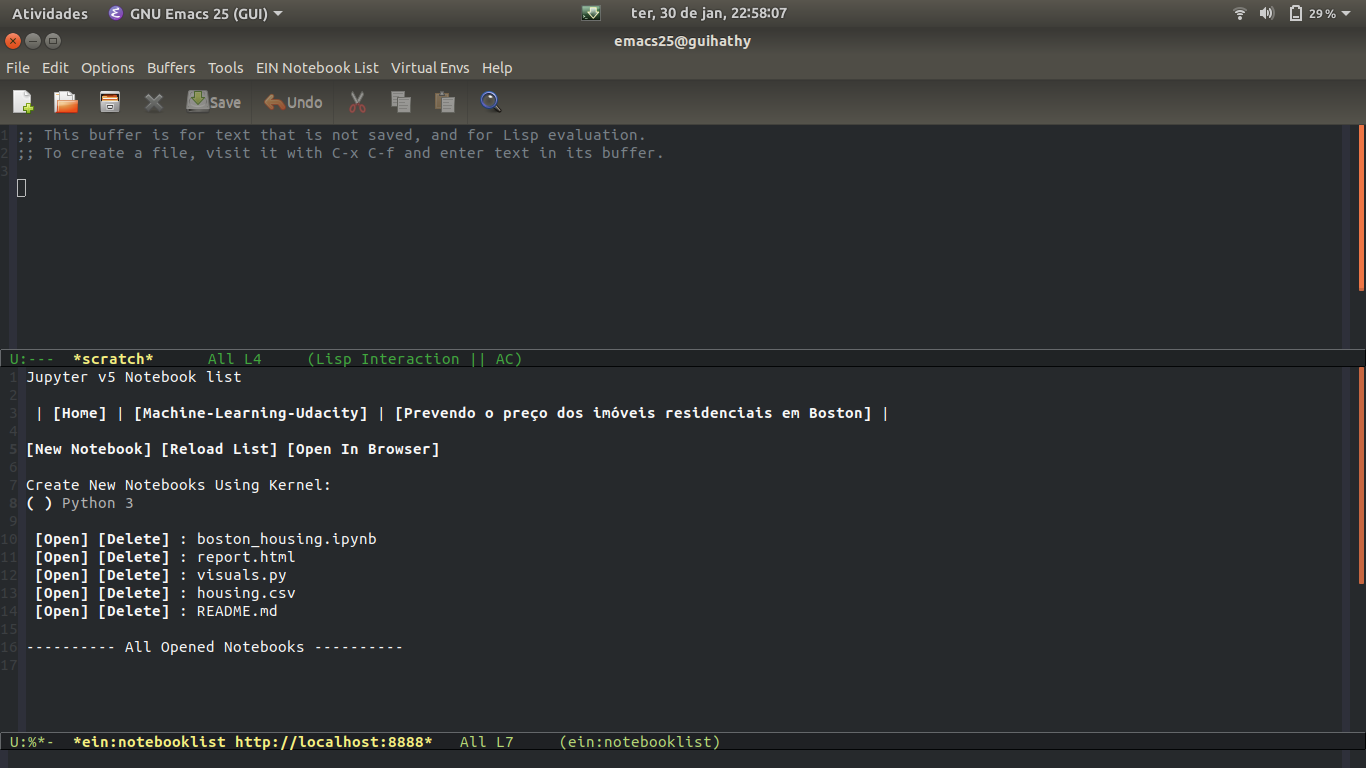 Atividades GNU Emacs 25 (GUI) ter, 30 de jan, 22:58:07 29 %
emacs25@guihathy
File Edit Options Buffers Tools EIN Notebook List Virtual Envs Help
Save Undo
1 ;; This buffer is for text that is not saved, and for Lisp evaluation.
2 ;; To create a file, visit it with C-x C-f and enter text in its buffer.
3
U:--- *scratch* All L4 (Lisp Interaction || AC)
1 Jupyter v5 Notebook list
2
3 | [Home] | [Machine-Learning-Udacity] | [Prevendo o preço dos imóveis residenciais em Boston] |
4
5 [New Notebook] [Reload List] [Open In Browser]
6
7 Create New Notebooks Using Kernel:
8 ( ) Python 3
9
10 [Open] [Delete] : boston_housing.ipynb
11 [Open] [Delete] : report.html
12 [Open] [Delete] : visuals.py
13 [Open] [Delete] : housing.csv
14 [Open] [Delete] : README.md
15
16 ---------- All Opened Notebooks ----------
17
U:%*- *ein:notebooklist http://localhost:8888* All L7 (ein:notebooklist)